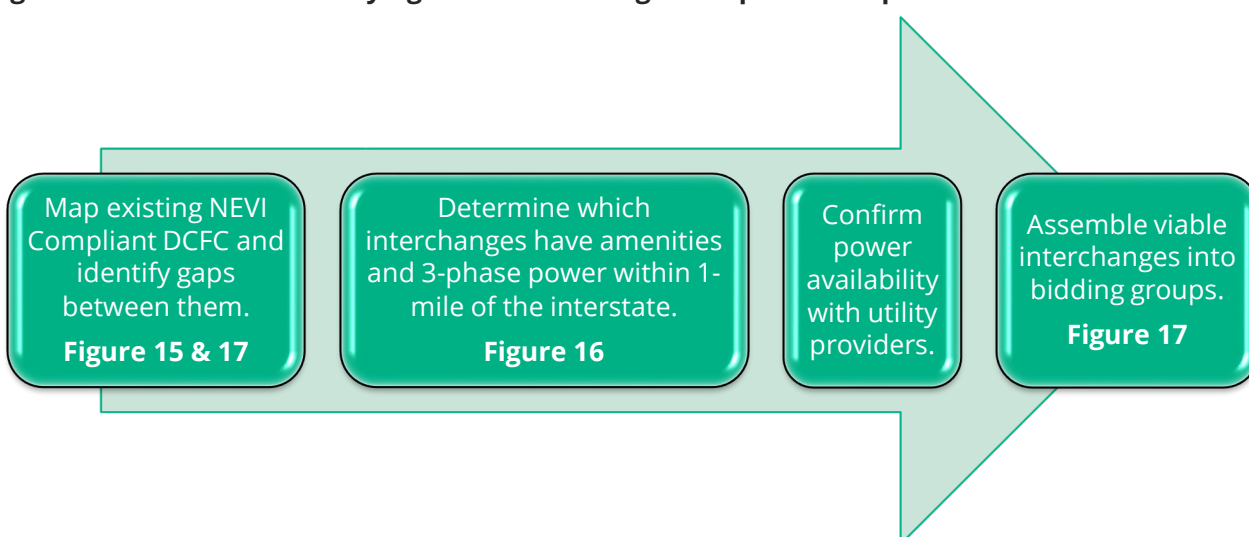 Map existing NEVI
Compliant DCFC and
identify gaps
between them.
Figure 15 & 17
Determine which
interchanges have amenities
and 3-phase power within 1-
mile of the interstate.
Figure 16
Confirm
power
availability
with utility
providers.
Assemble viable
interchanges into
bidding groups.
Figure 17